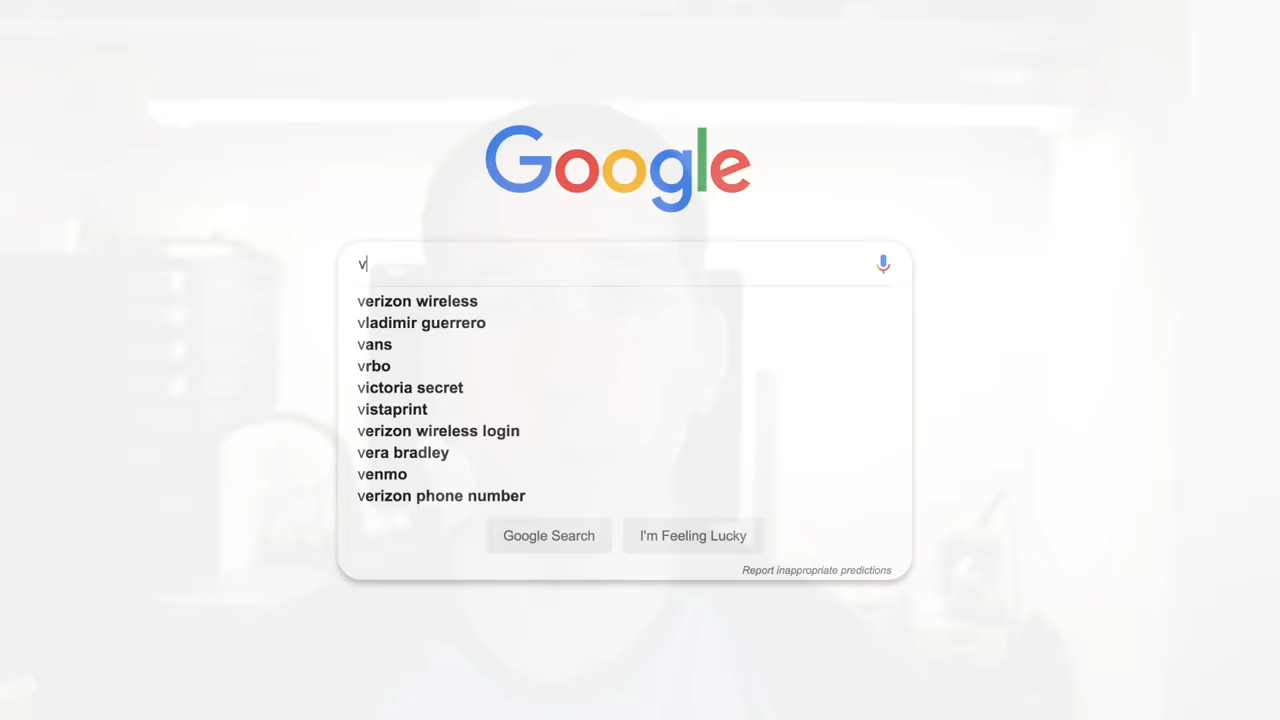 Google
v
verizon wireless
vladimir guerrero
vans
vrbo
victoria secret
vistaprint
verizon wireless login
vera bradley
venmo
verizon phone number
Google Search
I'm Feeling Lucky
Report inappropriate predictions